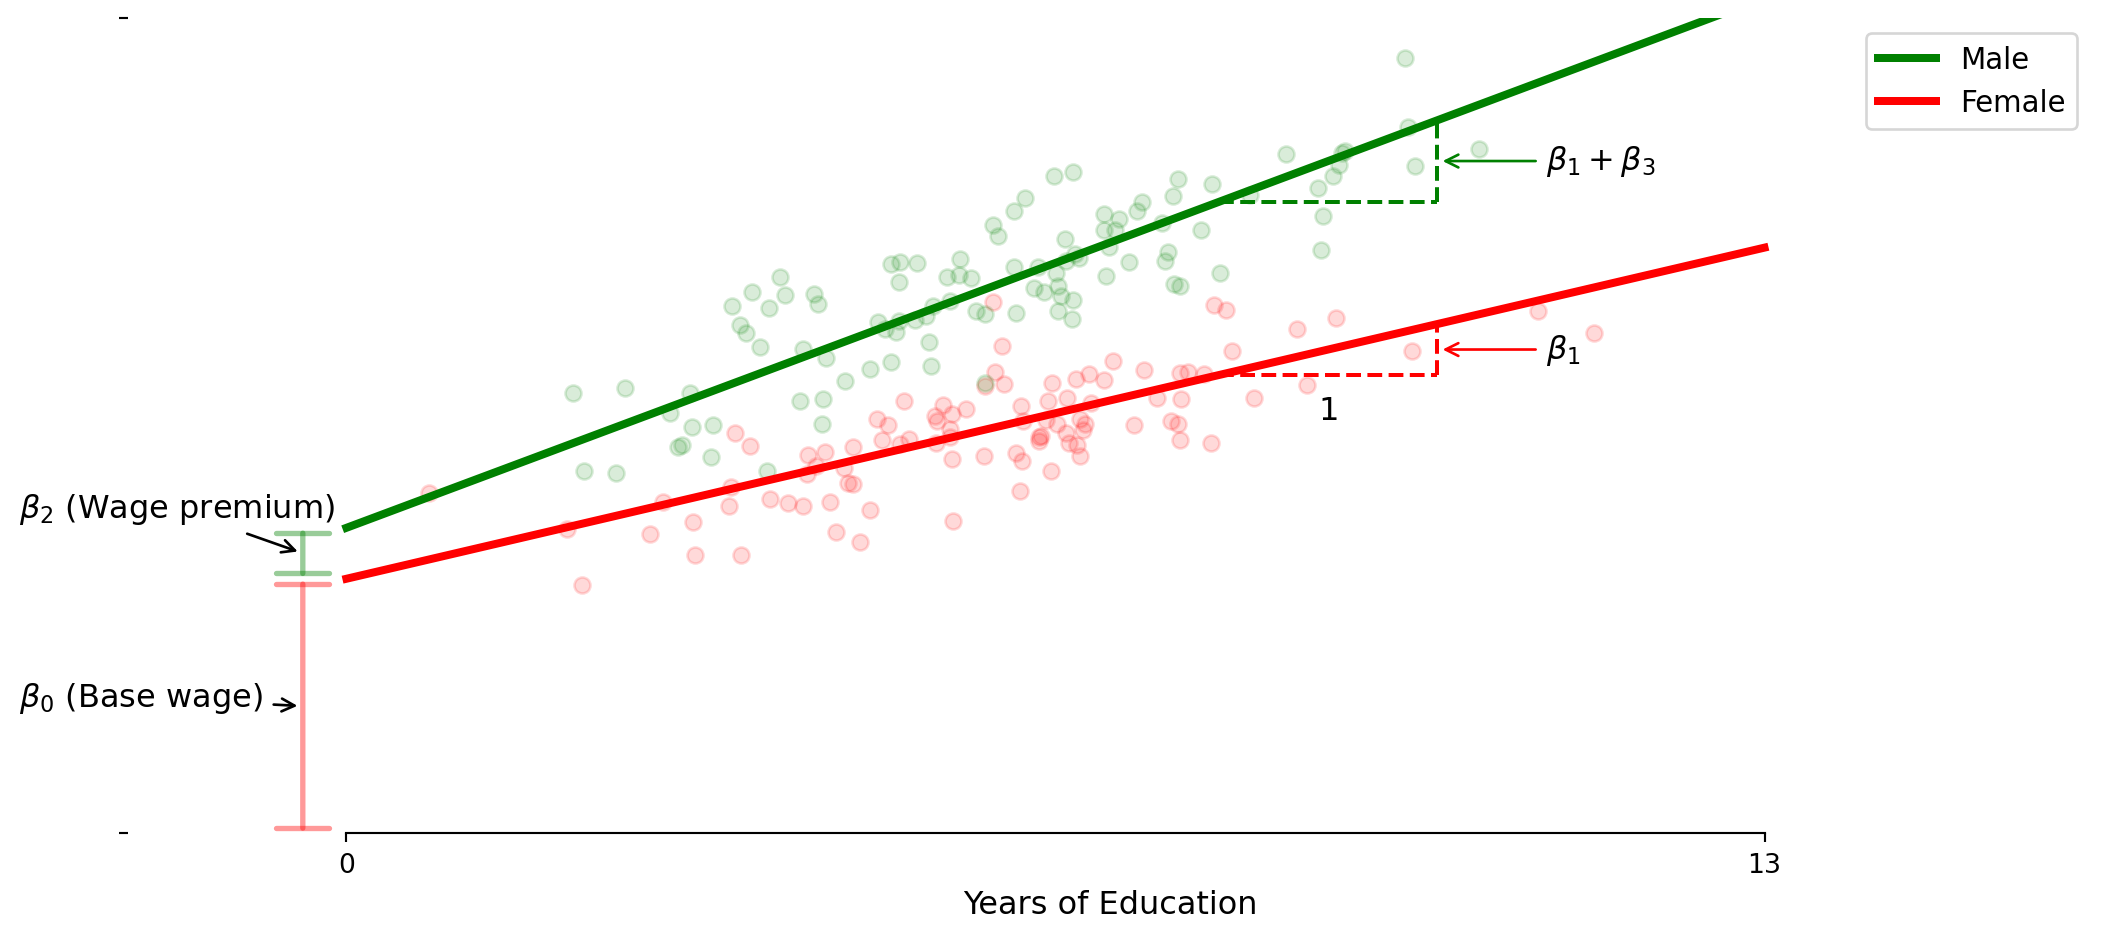 Male
Female
β₁ + β₃
β₁
1
β₂ (Wage premium)
β₀ (Base wage)
0
13
Years of Education